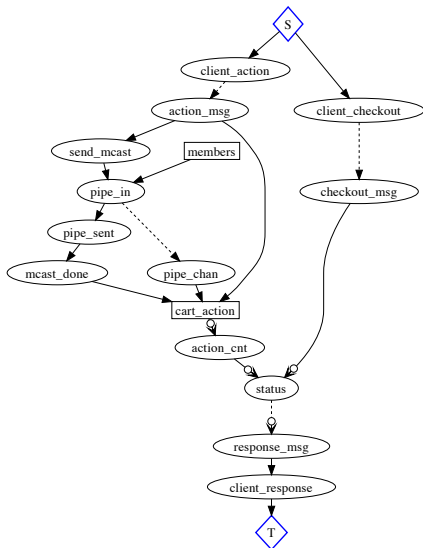 S
client_action
action_msg
client_checkout
send_mcast
members
pipe_in
checkout_msg
pipe_sent
mcast_done
pipe_chan
cart_action
action_cnt
status
response_msg
client_response
T